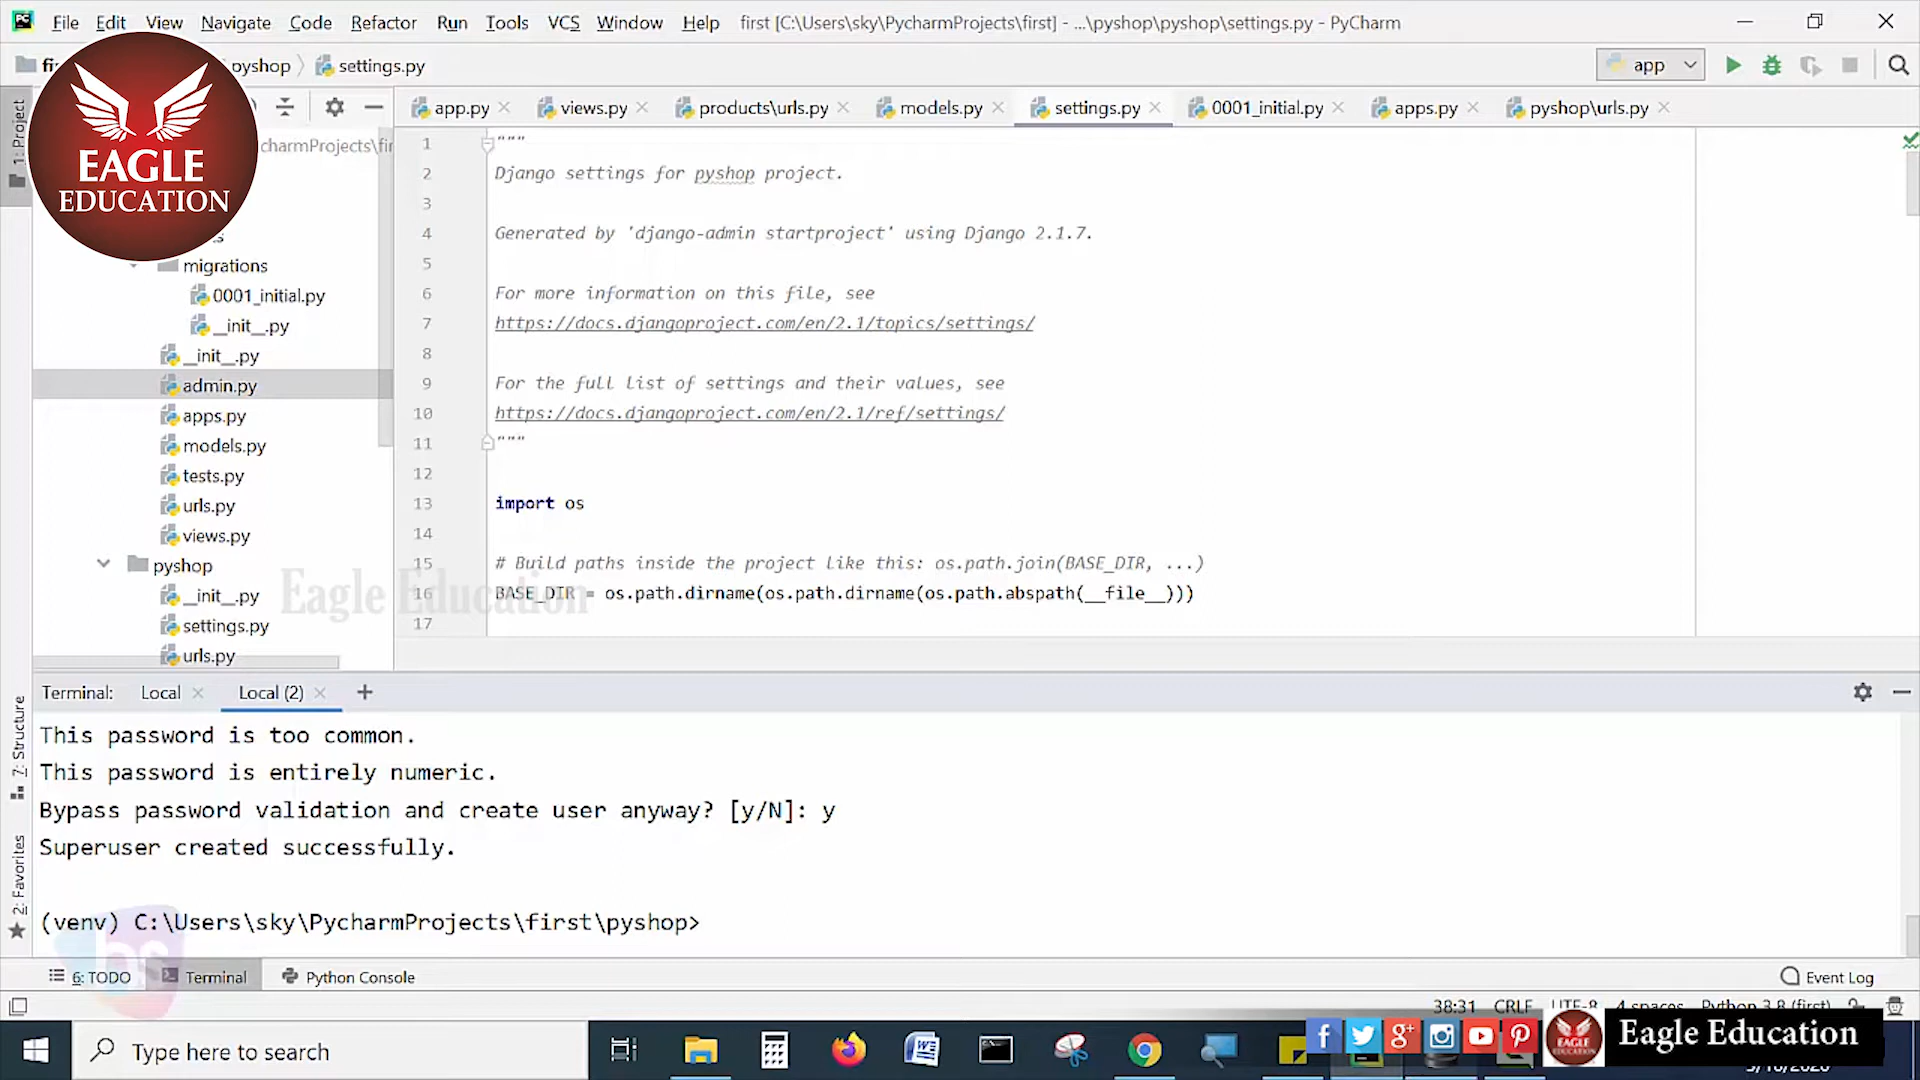 File Edit View Navigate Code Refactor Run Tools VCS Window Help first [C:\Users\sky\PycharmProjects\first] - ...\pyshop\pyshop\settings.py - PyCharm
pyshop settings.py app
app.py views.py products\urls.py models.py settings.py 0001_initial.py apps.py pyshop\urls.py
1: Project
EAGLE
EDUCATION
migrations
0001_initial.py
__init__.py
__init__.py
admin.py
apps.py
models.py
tests.py
urls.py
views.py
pyshop
__init__.py
settings.py
urls.py
1 """
2 Django settings for pyshop project.
3
4 Generated by 'django-admin startproject' using Django 2.1.7.
5
6 For more information on this file, see
7 https://docs.djangoproject.com/en/2.1/topics/settings/
8
9 For the full list of settings and their values, see
10 https://docs.djangoproject.com/en/2.1/ref/settings/
11 """
12
13 import os
14
15 # Build paths inside the project like this: os.path.join(BASE_DIR, ...)
16 BASE_DIR = os.path.dirname(os.path.dirname(os.path.abspath(__file__)))
17
Eagle Education
Terminal: Local Local (2)
7: Structure
2: Favorites
This password is too common.
This password is entirely numeric.
Bypass password validation and create user anyway? [y/N]: y
Superuser created successfully.
(venv) C:\Users\sky\PycharmProjects\first\pyshop>
6: TODO Terminal Python Console Event Log
38:31 CRLF UTF-8 4 spaces Python 3.8 (first)
Type here to search
EAGLE
EDUCATION
Eagle Education